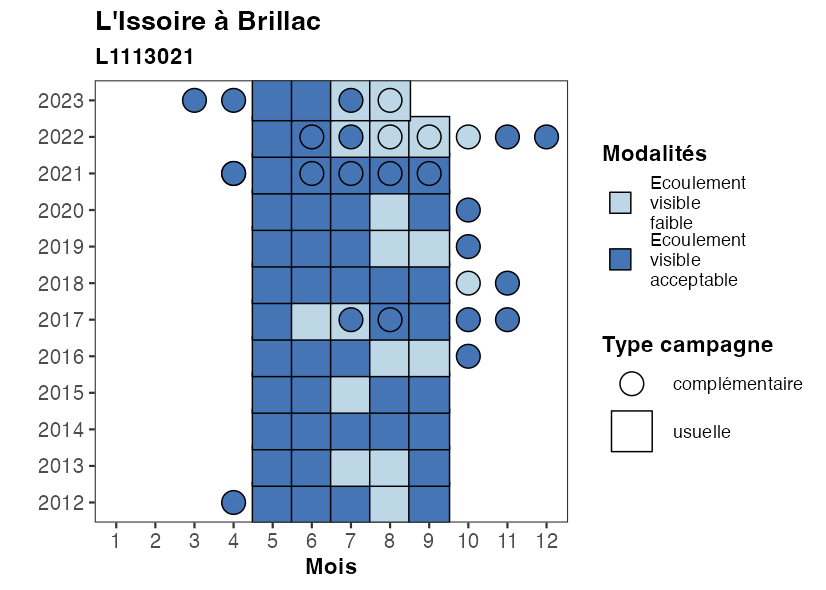 L'Issoire à Brillac
L1113021
2023
2022
2021
2020
2019
2018
2017
2016
2015
2014
2013
2012
1 2 3 4 5 6 7 8 9 10 11 12
Mois
Modalités
Ecoulement
visible
faible
Ecoulement
visible
acceptable
Type campagne
complémentaire
usuelle